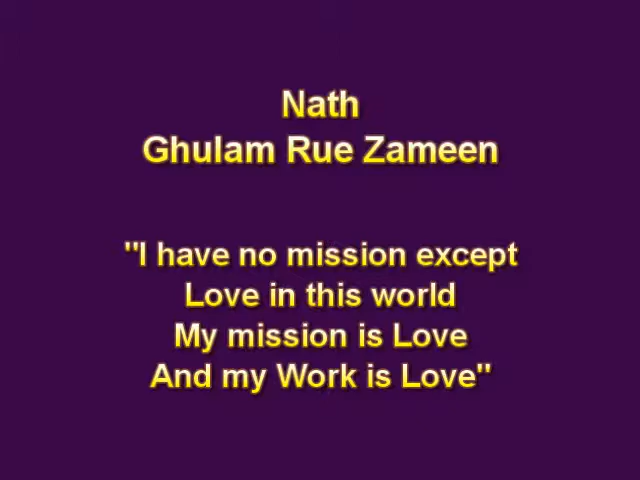 Nath
Ghulam Rue Zameen
"I have no mission except
Love in this world
My mission is Love
And my Work is Love"